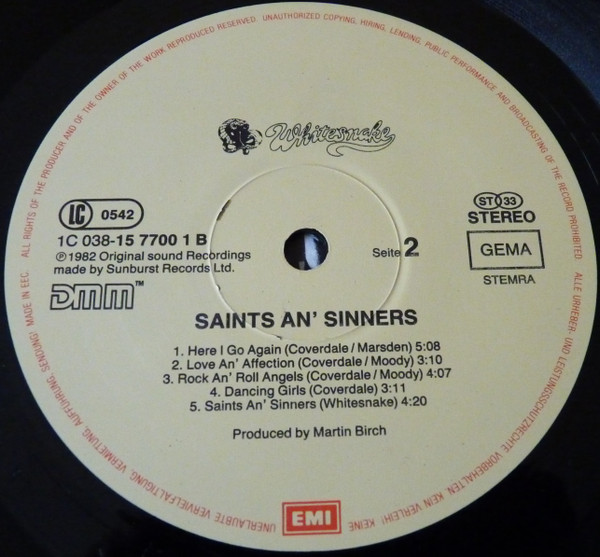 ALL RIGHTS OF THE PRODUCER AND OF THE OWNER OF THE WORK REPRODUCED RESERVED UNAUTHORIZED COPYING, HIRING, LENDING, PUBLIC PERFORMANCE AND BROADCASTING OF THE RECORD PROHIBITED
Whitesnake
LC 0542
1C 038-15 7700 1 B
℗ 1982 Original sound Recordings
made by Sunburst Records Ltd.
DMM™
Seite 2
ST 33
STEREO
GEMA
STEMRA
SAINTS AN' SINNERS
1. Here I Go Again (Coverdale/Marsden) 5:08
2. Love An' Affection (Coverdale/Moody) 3:10
3. Rock An' Roll Angels (Coverdale/Moody) 4:07
4. Dancing Girls (Coverdale) 3:11
5. Saints An' Sinners (Whitesnake) 4:20
Produced by Martin Birch
EMI
ALLE URHEBER- UND LEISTUNGSSCHUTZRECHTE VORBEHALTEN. KEIN VERLEIH! KEINE UNERLAUBTE VERVIELFÄLTIGUNG, VERMIETUNG, AUFFÜHRUNG, SENDUNG! MADE IN EEC